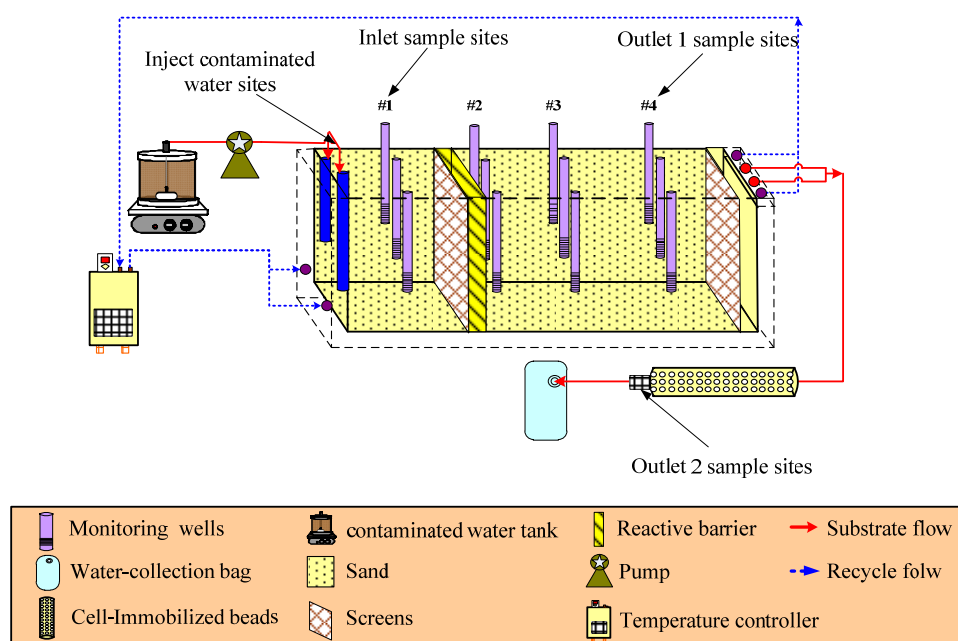 Inlet sample sites
Outlet 1 sample sites
Inject contaminated
water sites
#1
#2
#3
#4
Outlet 2 sample sites
Monitoring wells
contaminated water tank
Reactive barrier
Substrate flow
Water-collection bag
Sand
Pump
Recycle folw
Cell-Immobilized beads
Screens
Temperature controller